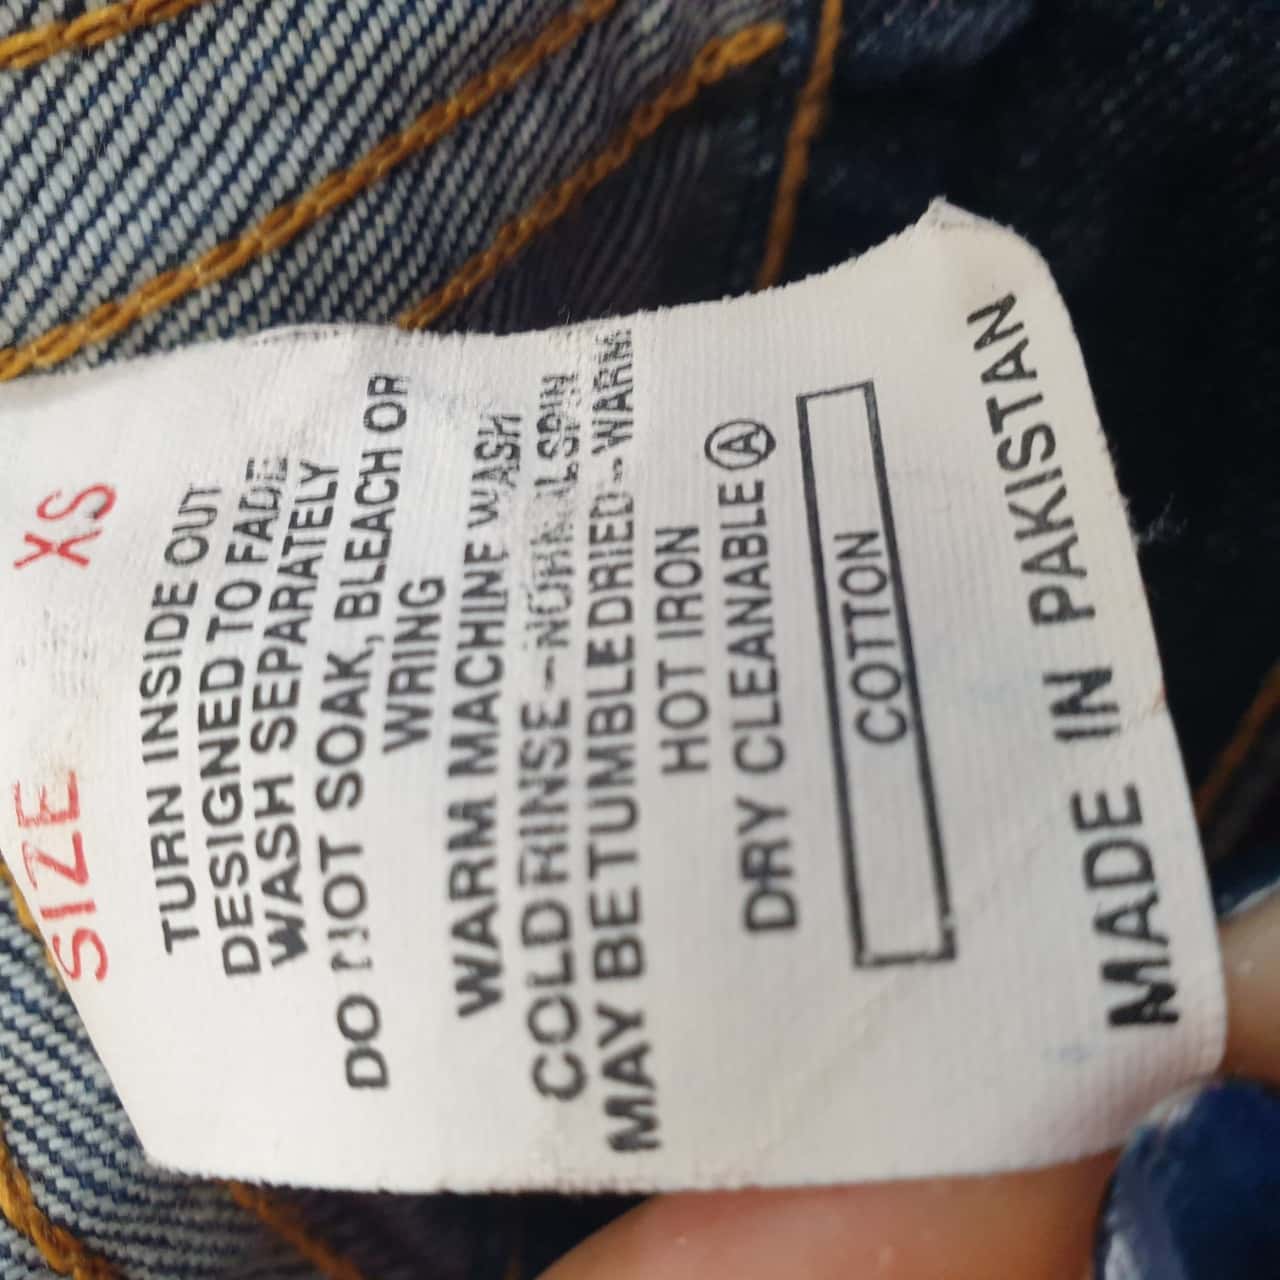 SIZE XS
TURN INSIDE OUT
DESIGNED TO FADE
WASH SEPARATELY
DO NOT SOAK, BLEACH OR
WRING
WARM MACHINE WASH
COLD RINSE - NORMAL SPIN
MAY BE TUMBLE DRIED - WARM
HOT IRON
DRY CLEANABLE Ⓐ
COTTON
MADE IN PAKISTAN